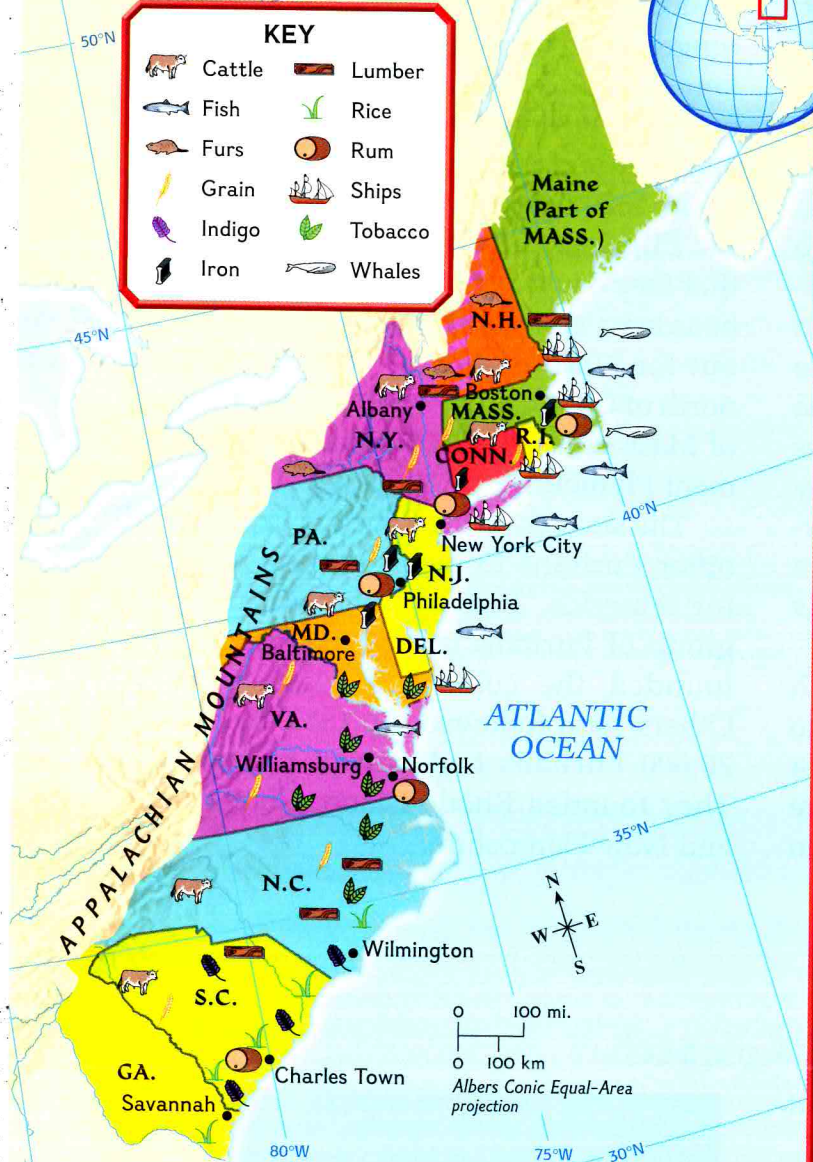 50°N
KEY
Cattle
Lumber
Fish
Rice
Furs
Rum
Grain
Ships
Indigo
Tobacco
Iron
Whales
Maine
(Part of
MASS.)
45°N
N.H.
Boston
Albany
MASS.
N.Y.
R.I.
CONN.
40°N
New York City
PA.
N.J.
Philadelphia
MD.
Baltimore
DEL.
APPALACHIAN MOUNTAINS
ATLANTIC
OCEAN
VA.
Williamsburg
Norfolk
35°N
N.C.
N
W E
S
Wilmington
S.C.
0 100 mi.
0 100 km
Albers Conic Equal-Area
projection
GA.
Charles Town
Savannah
80°W
75°W
30°N